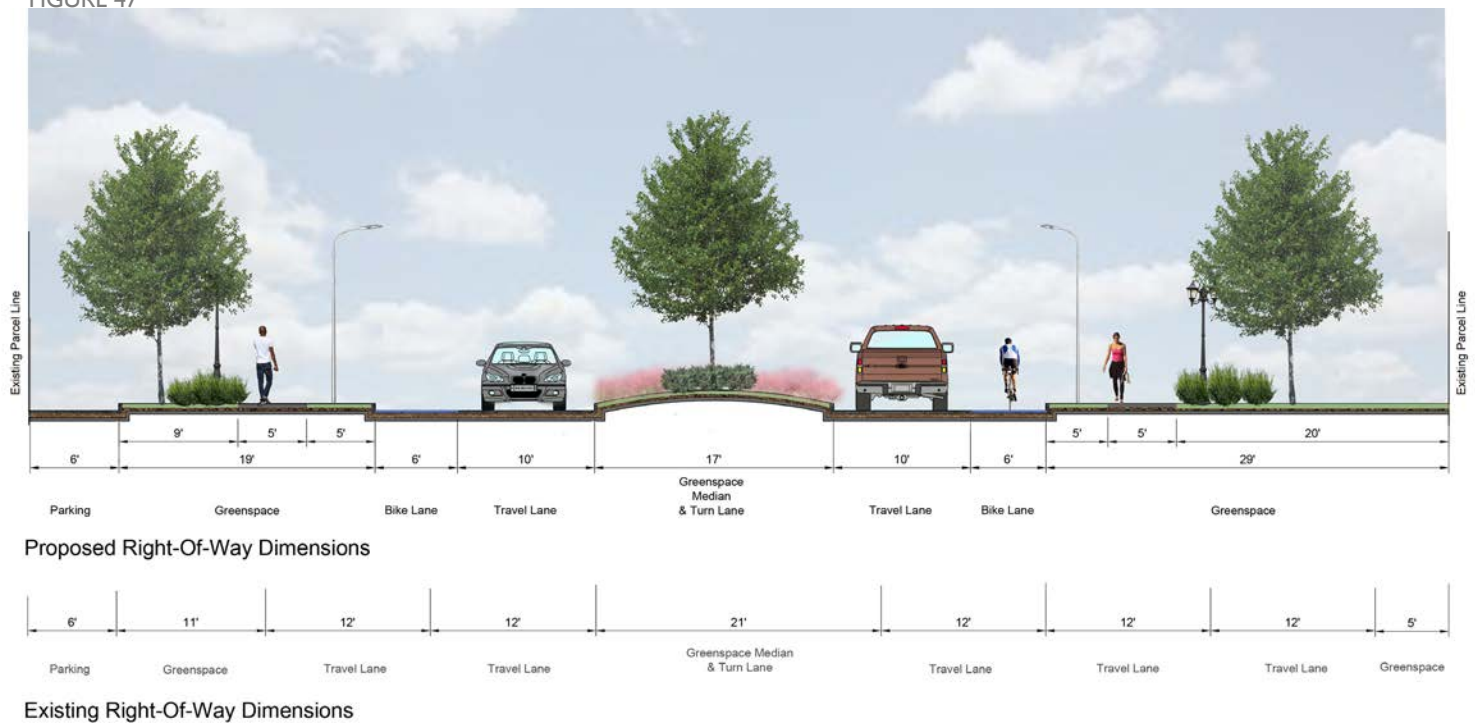 FIGURE 47
Existing Parcel Line
Existing Parcel Line
9' 5' 5' 5' 5' 20'
6' 19' 6' 10' 17' 10' 6' 29'
Parking Greenspace Bike Lane Travel Lane Greenspace Median & Turn Lane Travel Lane Bike Lane Greenspace
Proposed Right-Of-Way Dimensions
6' 11' 12' 12' 21' 12' 12' 12' 5'
Parking Greenspace Travel Lane Travel Lane Greenspace Median & Turn Lane Travel Lane Travel Lane Travel Lane Greenspace
Existing Right-Of-Way Dimensions